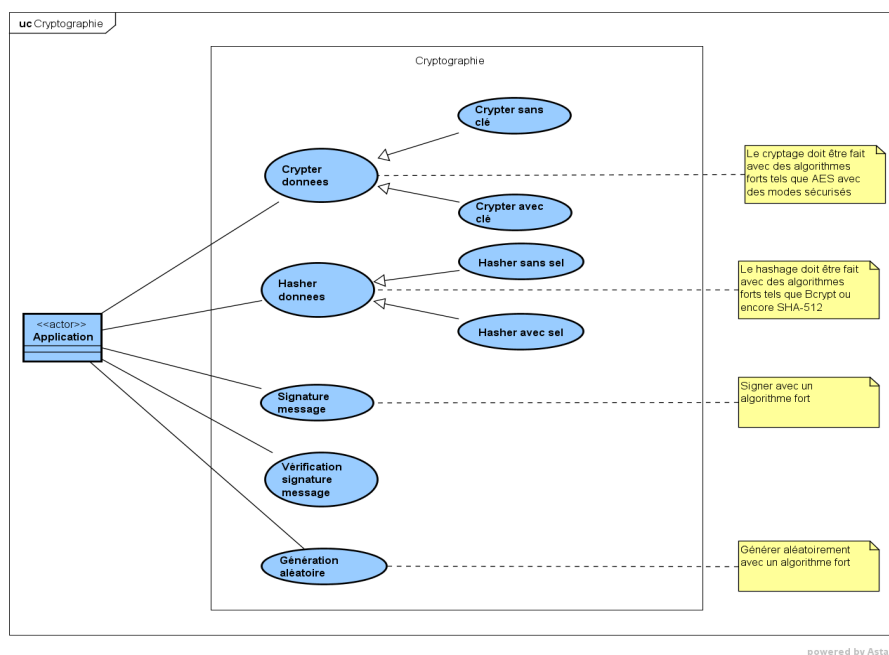 uc Cryptographie
Cryptographie
Crypter sans
clé
Crypter
donnees
Le cryptage doit être fait
avec des algorithmes
forts tels que AES avec
des modes sécurisés
Crypter avec
clé
Hasher sans sel
Hasher
donnees
Le hashage doit être fait
avec des algorithmes
forts tels que Bcrypt ou
encore SHA-512
Hasher avec sel
<<actor>>
Application
Signature
message
Signer avec un
algorithme fort
Vérification
signature
message
Génération
aléatoire
Générer aléatoirement
avec un algorithme fort
powered by Asta